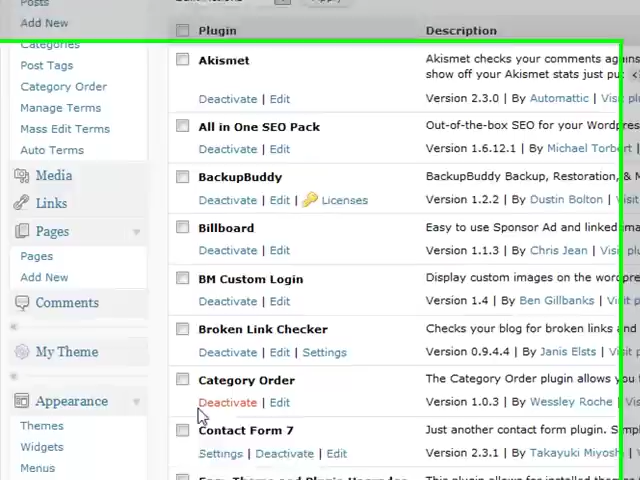 Posts
Add New
Categories
Post Tags
Category Order
Manage Terms
Mass Edit Terms
Auto Terms
Media
Links
Pages
Pages
Add New
Comments
My Theme
Appearance
Themes
Widgets
Menus
Plugin Description
Akismet Akismet checks your comments again
show off your Akismet stats just pu
Deactivate | Edit Version 2.3.0 | By Automattic | Visit plu
All in One SEO Pack Out-of-the-box SEO for your Wordpres
Deactivate | Edit Version 1.6.12.1 | By Michael Torbert
BackupBuddy BackupBuddy Backup, Restoration, & M
Deactivate | Edit | Licenses Version 1.2.2 | By Dustin Bolton | Visit
Billboard Easy to use Sponsor Ad and linked ima
Deactivate | Edit Version 1.1.3 | By Chris Jean | Visit p
BM Custom Login Display custom images on the wordpre
Deactivate | Edit Version 1.4 | By Ben Gillbanks | Visit
Broken Link Checker Checks your blog for broken links and
Deactivate | Edit | Settings Version 0.9.4.4 | By Janis Elsts | Visit p
Category Order The Category Order plugin allows you
Deactivate | Edit Version 1.0.3 | By Wessley Roche | Vis
Contact Form 7 Just another contact form plugin. Simp
Settings | Deactivate | Edit Version 2.3.1 | By Takayuki Miyosh